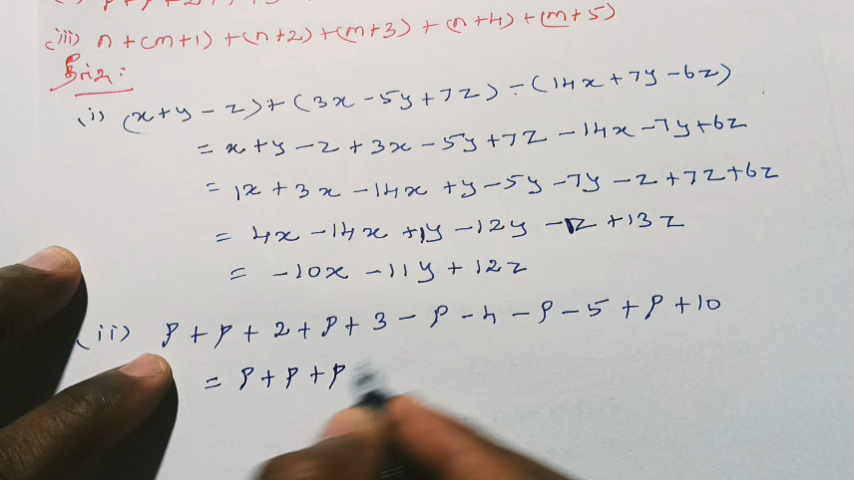 (iii) n + (m+1) + (n+2) + (m+3) + (n+4) + (m+5)
(i) (x+y-z) + (3x-5y+7z) - (14x+7y-6z)
= x+y-z+3x-5y+7z-14x-7y+6z
= 1x+3x-14x+y-5y-7y-z+7z+6z
= 4x-14x+1y-12y-1z+13z
= -10x-11y+12z
(ii) p+p+2+p+3-p-4-p-5+p+10
= p+p+p